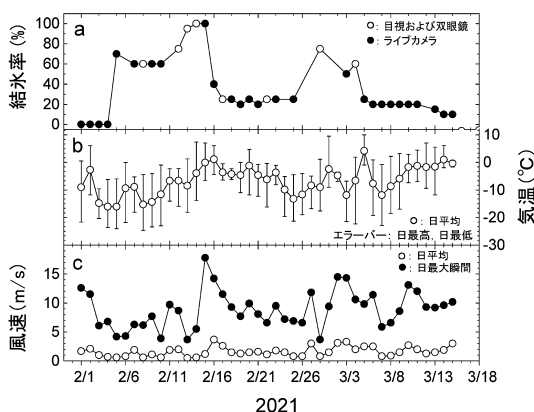 a
○：目視および双眼鏡
●：ライブカメラ
結氷率 (%)
100
80
60
40
20
0
b
気温 (℃)
10
0
-10
-20
-30
○：日平均
エラーバー：日最高、日最低
c
○：日平均
●：日最大瞬間
風速 (m/s)
15
10
5
0
2/1 2/6 2/11 2/16 2/21 2/26 3/3 3/8 3/13 3/18
2021